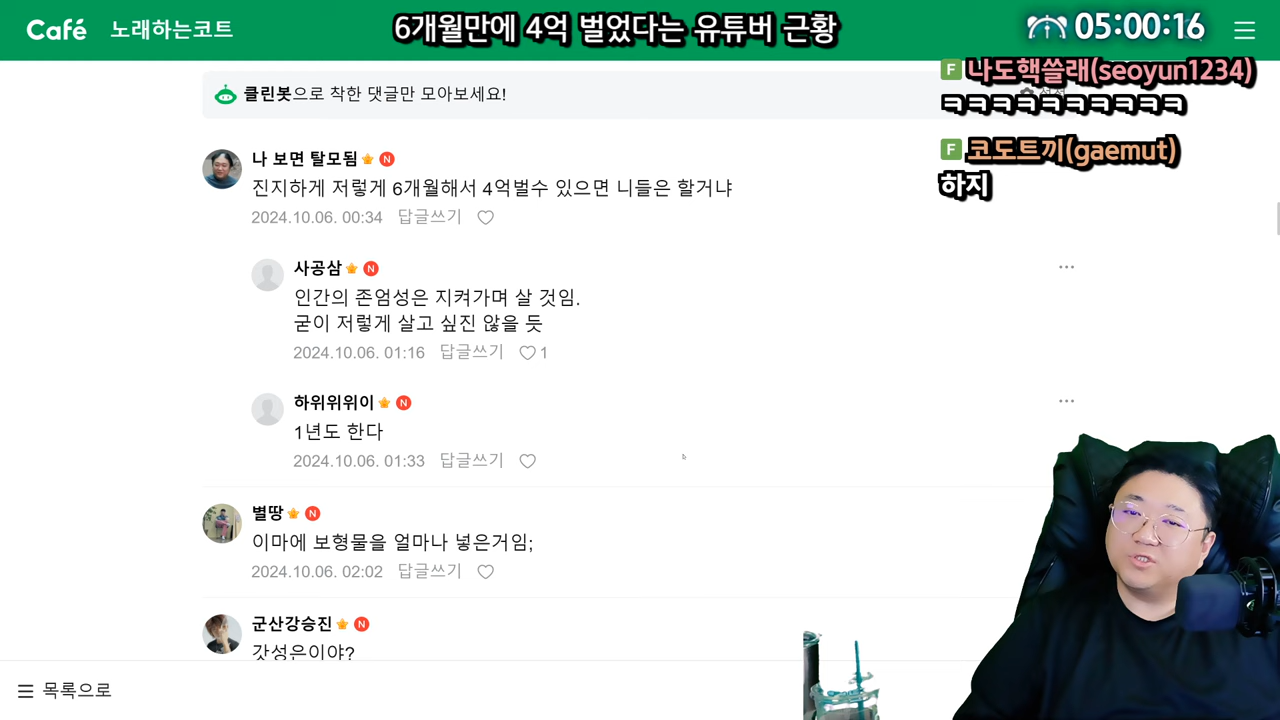 Café 노래하는코트
6개월만에 4억 벌었다는 유튜버 근황
05:00:16
클린봇으로 착한 댓글만 모아보세요!
F 나도핵쓸래(seoyun1234)
ㅋㅋㅋㅋㅋㅋㅋㅋㅋㅋ
F 코도트끼(gaemut)
하지
나 보면 탈모됨 N
진지하게 저렇게 6개월해서 4억벌수 있으면 니들은 할거냐
2024.10.06. 00:34 답글쓰기
사공삼 N
인간의 존엄성은 지켜가며 살 것임.
굳이 저렇게 살고 싶진 않을 듯
2024.10.06. 01:16 답글쓰기 1
하위위위이 N
1년도 한다
2024.10.06. 01:33 답글쓰기
별땅 N
이마에 보형물을 얼마나 넣은거임;
2024.10.06. 02:02 답글쓰기
군산강승진 N
갓성은이야?
목록으로